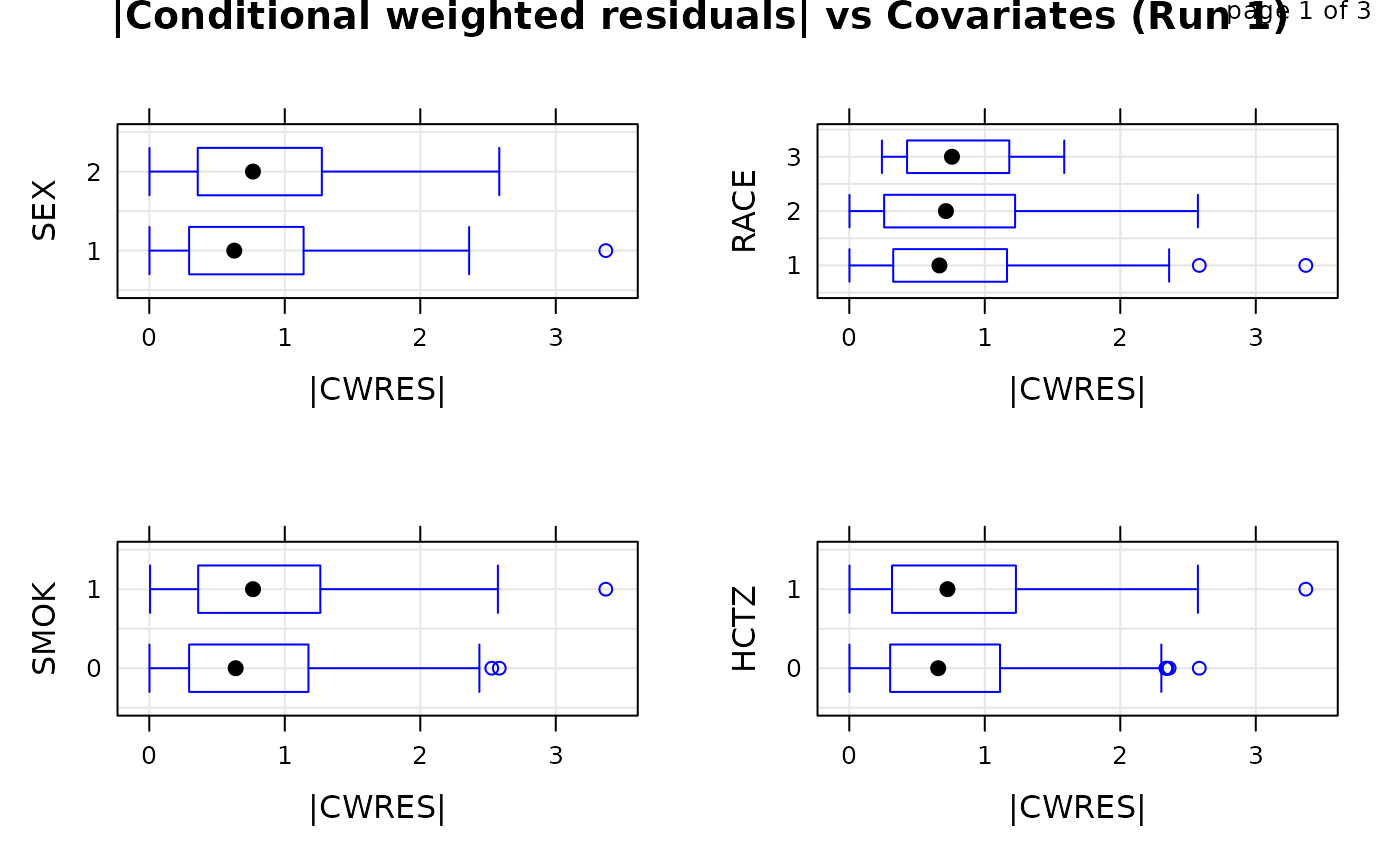 |Conditional weighted residuals| vs Covariates (Run 1)
page 1 of 3
SEX
2
1
0 1 2 3
|CWRES|
RACE
3
2
1
0 1 2 3
|CWRES|
SMOK
1
0
0 1 2 3
|CWRES|
HCTZ
1
0
0 1 2 3
|CWRES|